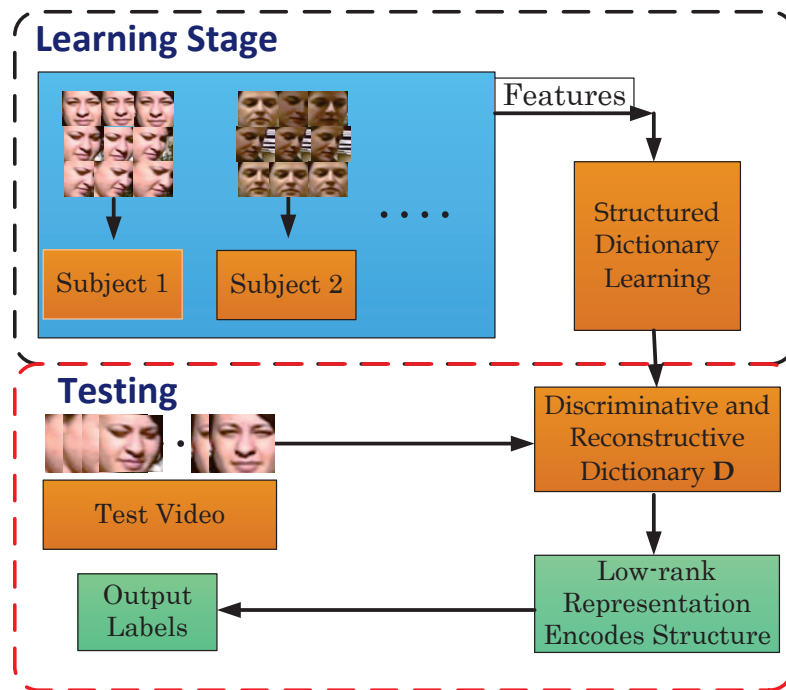 Learning Stage
Features
Subject 1
Subject 2
Structured
Dictionary
Learning
Testing
Discriminative and
Reconstructive
Dictionary D
Test Video
Low-rank
Representation
Encodes Structure
Output
Labels